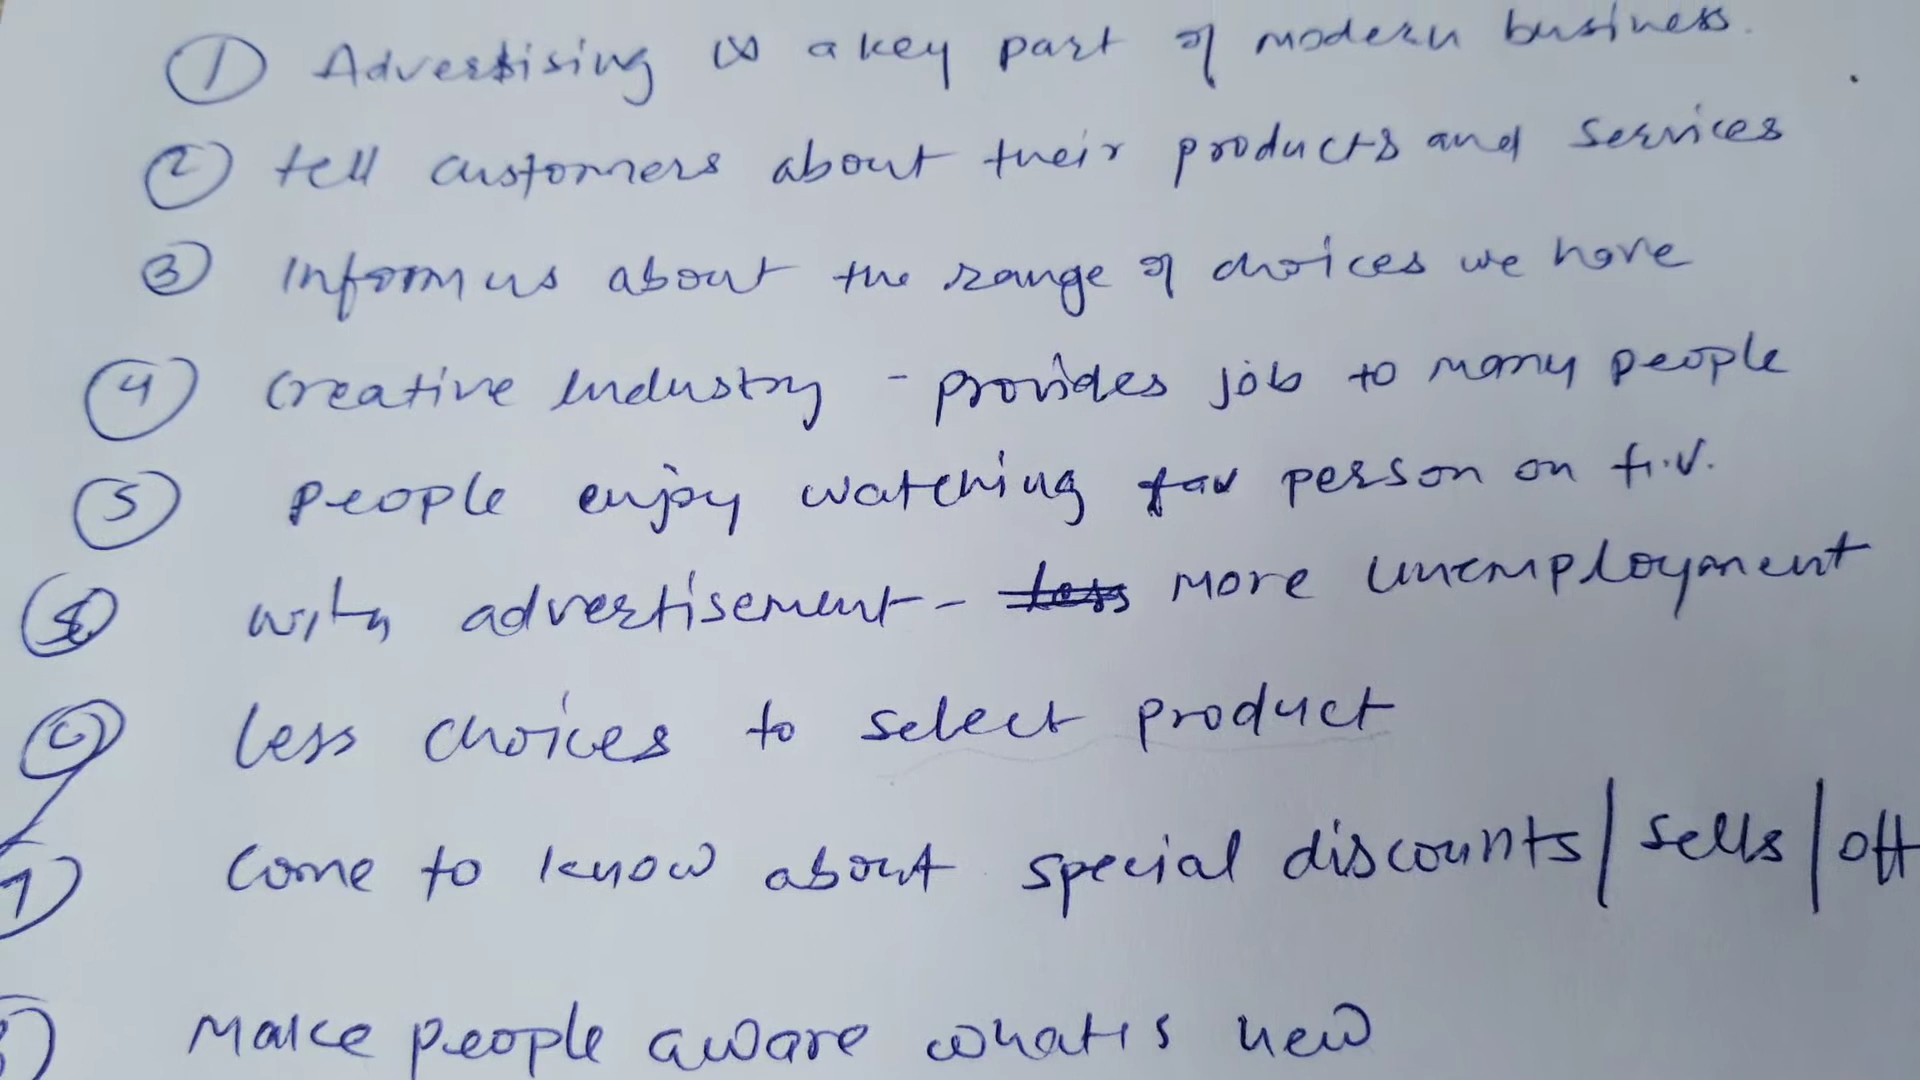 ① Advertising is a key part of modern business.
② tell customers about their products and services
③ Inform us about the range of choices we have
④ Creative industry - provides job to many people
⑤ people enjoy watching fav person on t.v.
with advertisement - less more unemployment
⑥ less choices to select product
⑦ come to know about special discounts/sells/off
Make people aware what is new